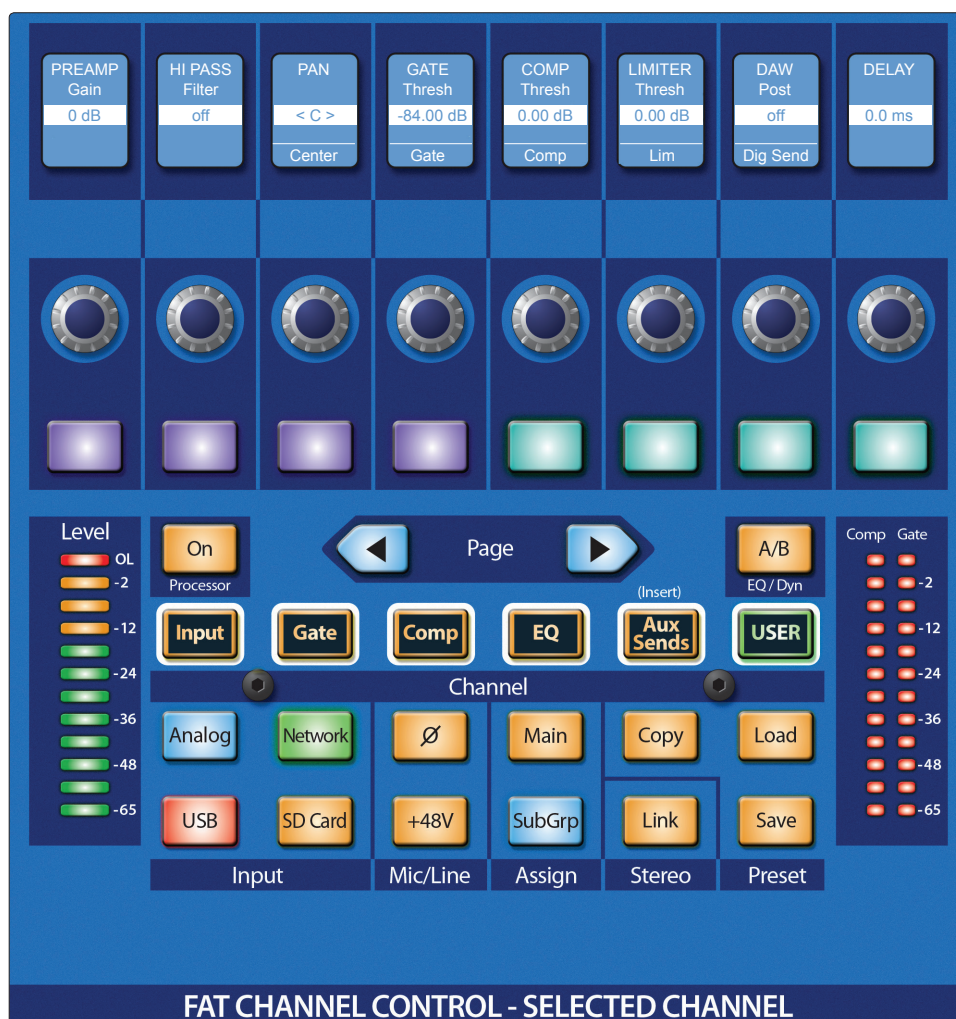 PREAMP
Gain
0 dB
HI PASS
Filter
off
PAN
< C >
Center
GATE
Thresh
-84.00 dB
Gate
COMP
Thresh
0.00 dB
Comp
LIMITER
Thresh
0.00 dB
Lim
DAW
Post
off
Dig Send
DELAY
0.0 ms
Level
OL
-2
-12
-24
-36
-48
-65
On
Processor
Page
A/B
EQ / Dyn
Comp Gate
-2
-12
-24
-36
-48
-65
(Insert)
Input
Gate
Comp
EQ
Aux
Sends
USER
Channel
Analog
Network
Ø
Main
Copy
Load
USB
SD Card
+48V
SubGrp
Link
Save
Input
Mic/Line
Assign
Stereo
Preset
FAT CHANNEL CONTROL - SELECTED CHANNEL